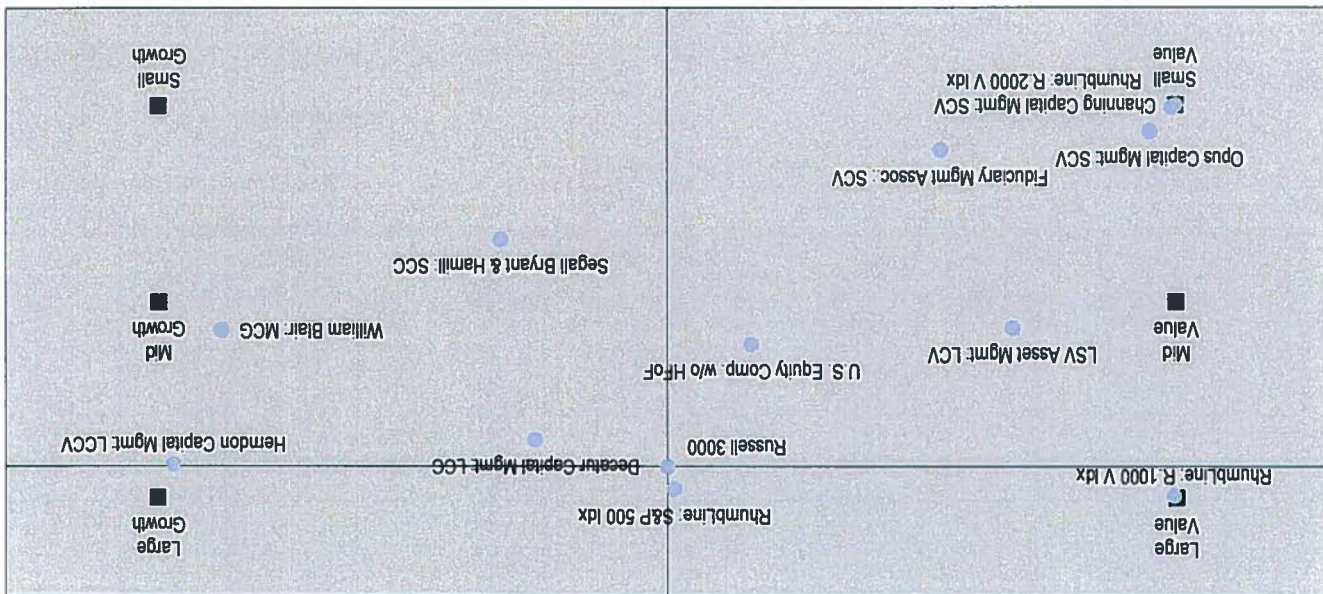 Large
Value
RhumbLine: R.1000 V Idx
RhumbLine: S&P 500 Idx
Large
Growth
Russell 3000
Decatur Capital Mgmt: LCG
Herndon Capital Mgmt: LCCV
Mid
Value
LSV Asset Mgmt: LCV
U.S. Equity Comp. w/o HFoF
William Blair: MCG
Mid
Growth
Segall Bryant & Hamill: SCC
Opus Capital Mgmt: SCV
Fiduciary Mgmt Assoc.: SCV
Channing Capital Mgmt: SCV
Small
Value
RhumbLine: R.2000 V Idx
Small
Growth